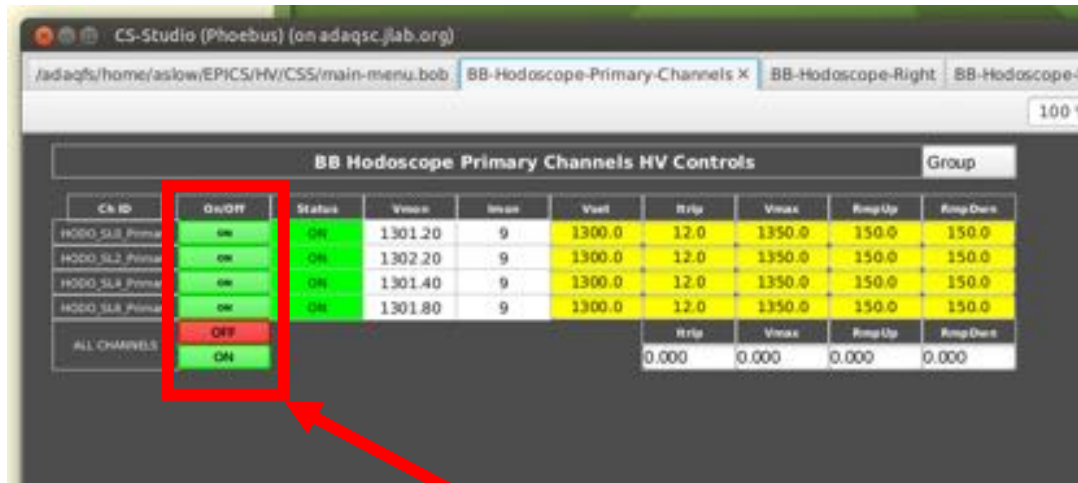 CS-Studio (Phoebus) (on adaqsc.jlab.org)
/adaqfs/home/aslow/EPICS/HV/CSS/main-menu.bob BB-Hodoscope-Primary-Channels × BB-Hodoscope-Right BB-Hodoscope-
100 %
BB Hodoscope Primary Channels HV Controls Group
Ch ID On/Off Status Vmon Imon Vset Itrip Vmax RmpUp RmpDwn
HODO_SL0_Primar ON ON 1301.20 9 1300.0 12.0 1350.0 150.0 150.0
HODO_SL2_Primar ON ON 1302.20 9 1300.0 12.0 1350.0 150.0 150.0
HODO_SL4_Primar ON ON 1301.40 9 1300.0 12.0 1350.0 150.0 150.0
ON ON 1301.80 9 1300.0 12.0 1350.0 150.0 150.0
ALL CHANNELS OFF Itrip Vmax RmpUp RmpDwn
ON 0.000 0.000 0.000 0.000